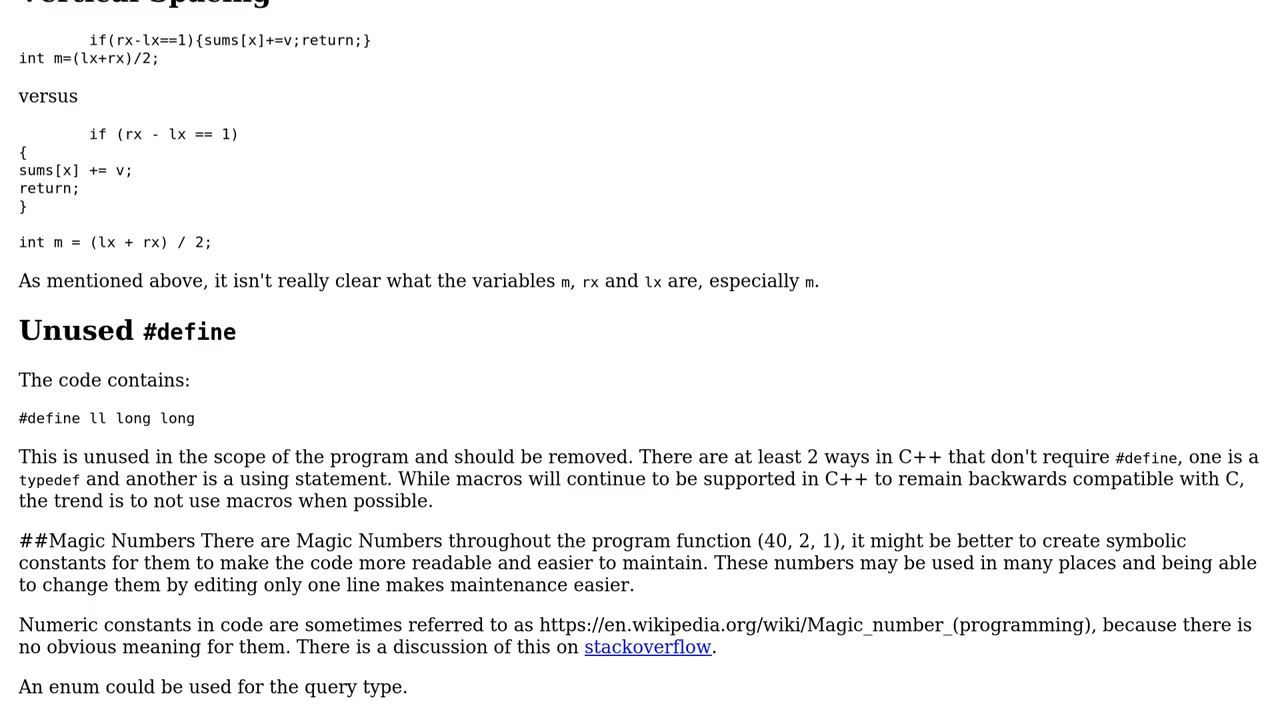 Vertical Spacing
if(rx-lx==1){sums[x]+=v;return;}
int m=(lx+rx)/2;
versus
if (rx - lx == 1)
{
sums[x] += v;
return;
}
int m = (lx + rx) / 2;
As mentioned above, it isn't really clear what the variables m, rx and lx are, especially m.
Unused #define
The code contains:
#define ll long long
This is unused in the scope of the program and should be removed. There are at least 2 ways in C++ that don't require #define, one is a
typedef and another is a using statement. While macros will continue to be supported in C++ to remain backwards compatible with C,
the trend is to not use macros when possible.
##Magic Numbers There are Magic Numbers throughout the program function (40, 2, 1), it might be better to create symbolic
constants for them to make the code more readable and easier to maintain. These numbers may be used in many places and being able
to change them by editing only one line makes maintenance easier.
Numeric constants in code are sometimes referred to as https://en.wikipedia.org/wiki/Magic_number_(programming), because there is
no obvious meaning for them. There is a discussion of this on stackoverflow.
An enum could be used for the query type.